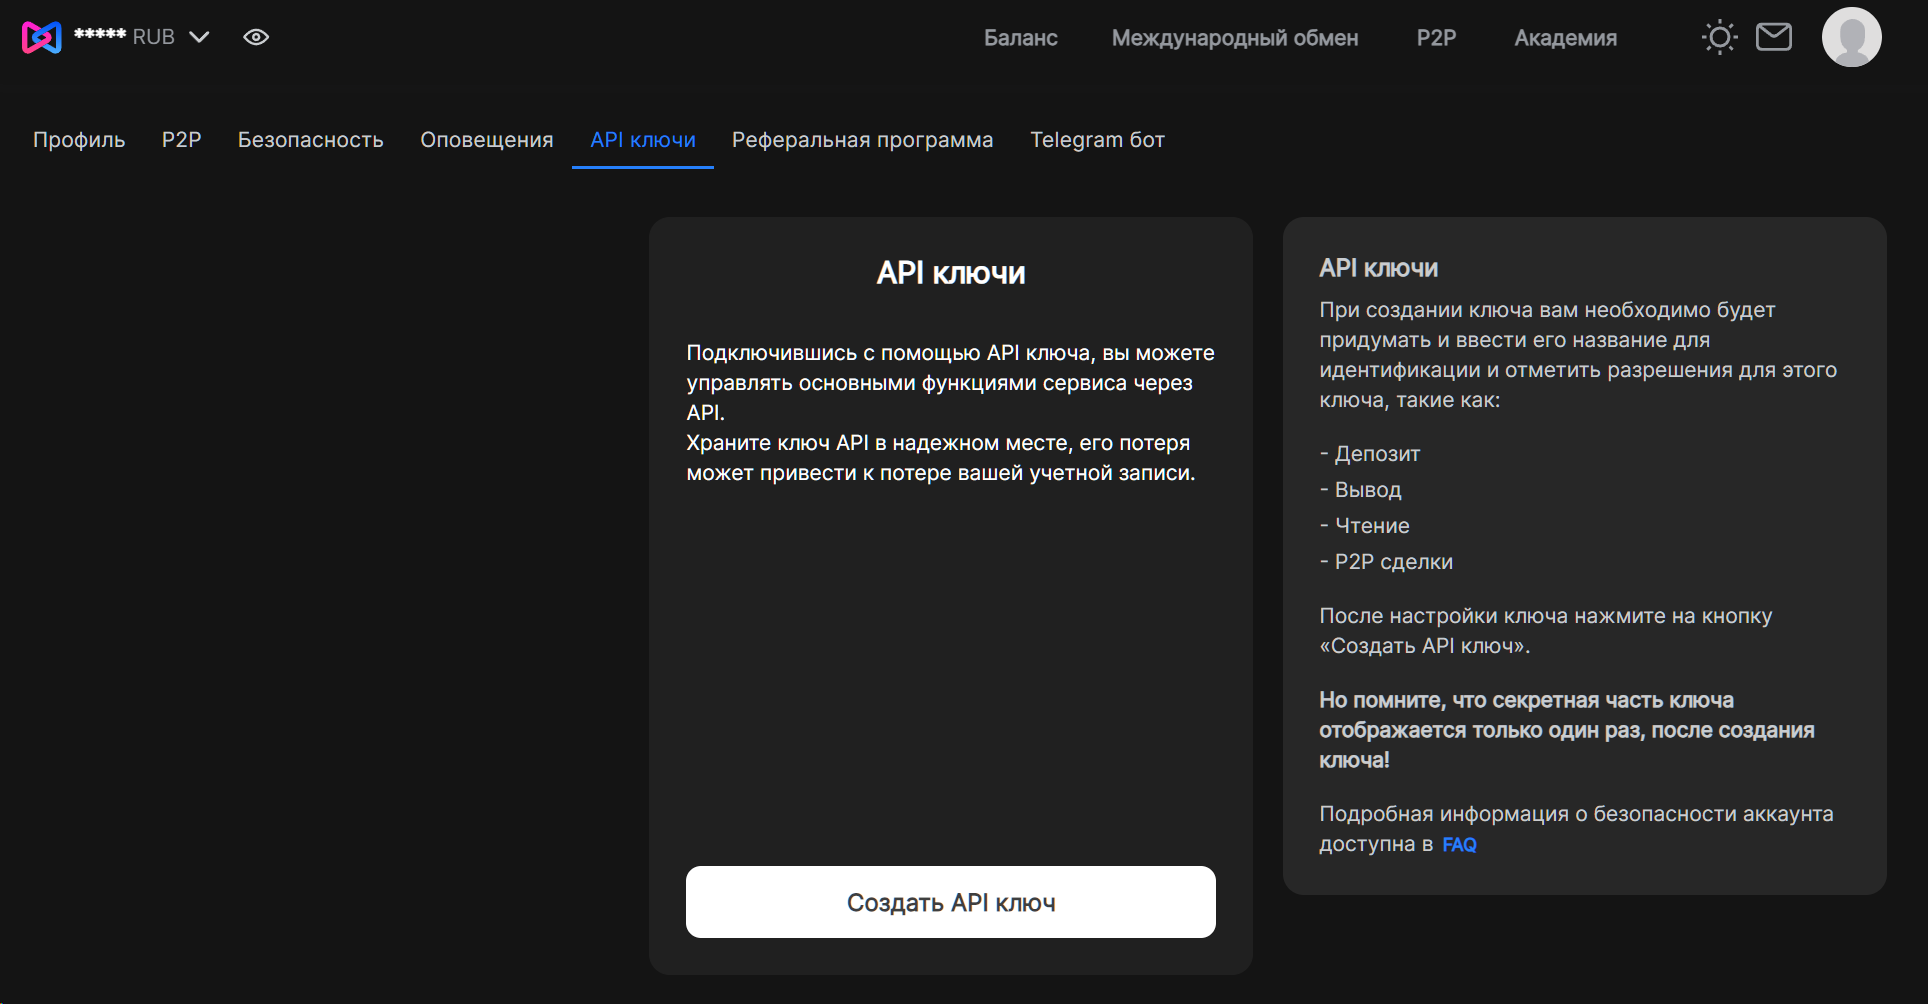 ***** RUB
Баланс
Международный обмен
P2P
Академия
Профиль
P2P
Безопасность
Оповещения
API ключи
Реферальная программа
Telegram бот
API ключи
Подключившись с помощью API ключа, вы можете
управлять основными функциями сервиса через
API.
Храните ключ API в надежном месте, его потеря
может привести к потере вашей учетной записи.
Создать API ключ
API ключи
При создании ключа вам необходимо будет
придумать и ввести его название для
идентификации и отметить разрешения для этого
ключа, такие как:
- Депозит
- Вывод
- Чтение
- P2P сделки
После настройки ключа нажмите на кнопку
«Создать API ключ».
Но помните, что секретная часть ключа
отображается только один раз, после создания
ключа!
Подробная информация о безопасности аккаунта
доступна в FAQ